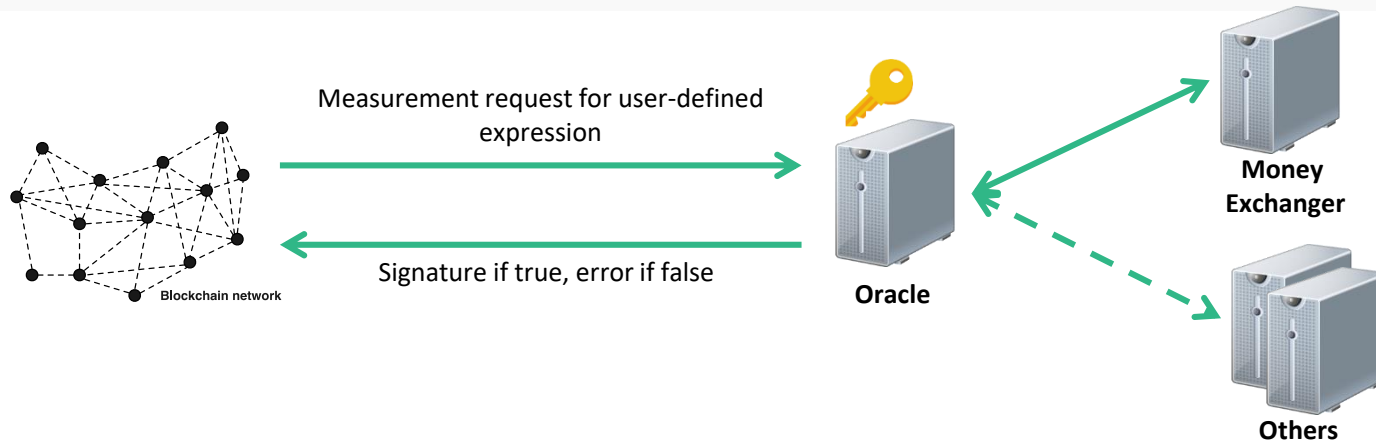 Measurement request for user-defined
expression
Signature if true, error if false
Blockchain network
Oracle
Money
Exchanger
Others